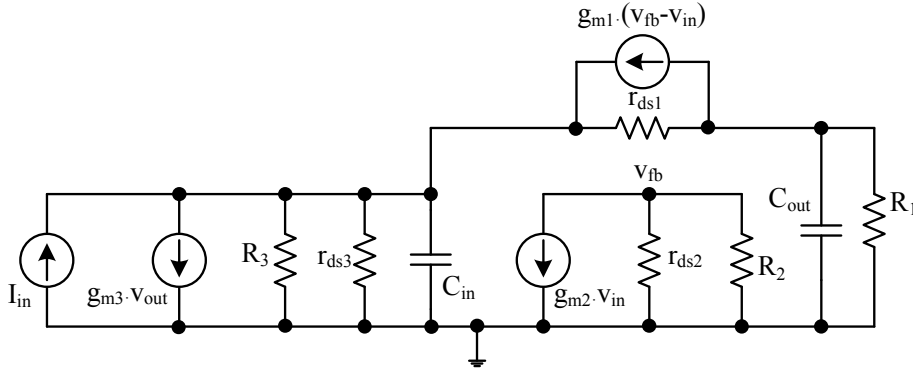 gm1·(vfb-vin)
rds1
vfb
Cout
R1
Iin
gm3·vout
R3
rds3
Cin
gm2·vin
rds2
R2